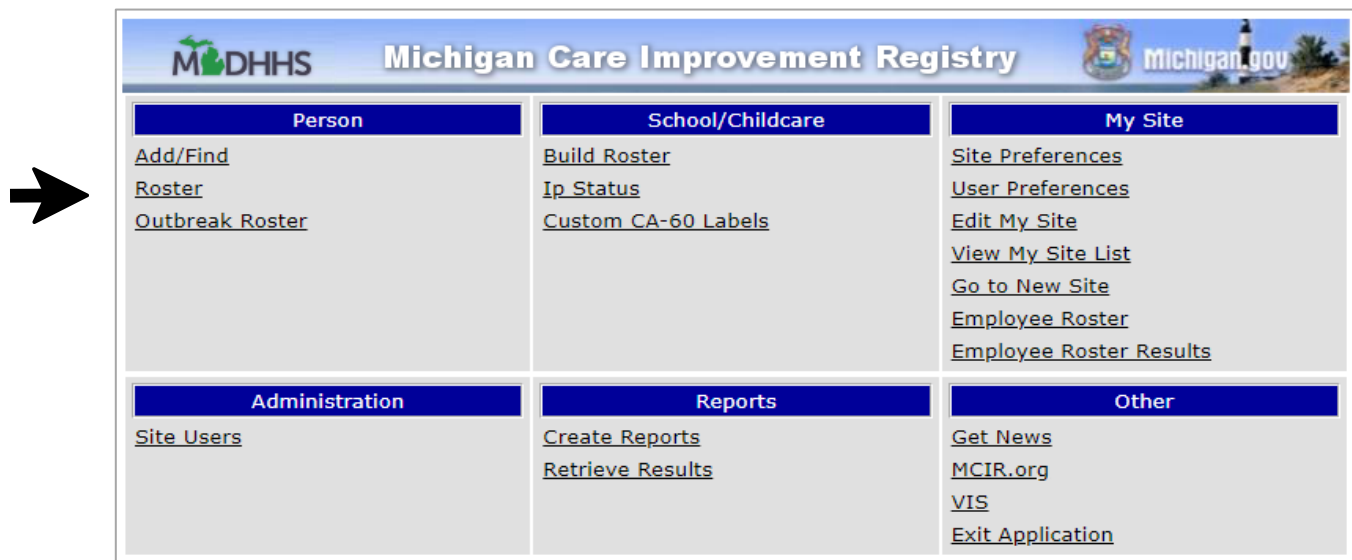 MDHHS Michigan Care Improvement Registry Michigan.gov
Person
Add/Find
Roster
Outbreak Roster
School/Childcare
Build Roster
Ip Status
Custom CA-60 Labels
My Site
Site Preferences
User Preferences
Edit My Site
View My Site List
Go to New Site
Employee Roster
Employee Roster Results
Administration
Site Users
Reports
Create Reports
Retrieve Results
Other
Get News
MCIR.org
VIS
Exit Application